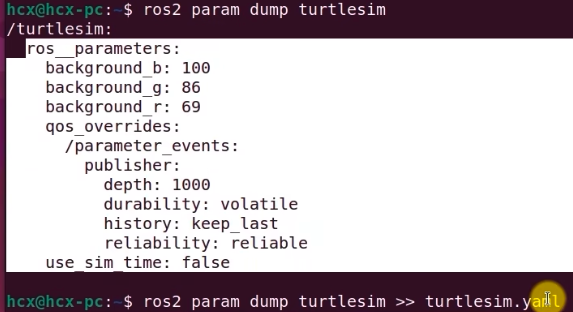 hcx@hcx-pc:~$ ros2 param dump turtlesim
/turtlesim:
  ros__parameters:
    background_b: 100
    background_g: 86
    background_r: 69
    qos_overrides:
      /parameter_events:
        publisher:
          depth: 1000
          durability: volatile
          history: keep_last
          reliability: reliable
    use_sim_time: false
hcx@hcx-pc:~$ ros2 param dump turtlesim >> turtlesim.yaml